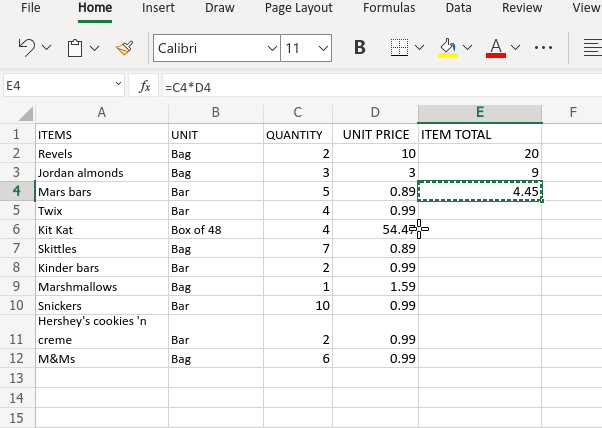 File Home Insert Draw Page Layout Formulas Data Review View
Calibri 11 B A ...
E4 fx =C4*D4
A B C D E F
1 ITEMS UNIT QUANTITY UNIT PRICE ITEM TOTAL
2 Revels Bag 2 10 20
3 Jordan almonds Bag 3 3 9
4 Mars bars Bar 5 0.89 4.45
5 Twix Bar 4 0.99
6 Kit Kat Box of 48 4
7 Skittles Bag 7 0.89
8 Kinder bars Bar 2 0.99
9 Marshmallows Bag 1 1.59
10 Snickers Bar 10 0.99
Hershey's cookies 'n
11 creme Bar 2 0.99
12 M&Ms Bag 6 0.99
13
14
15